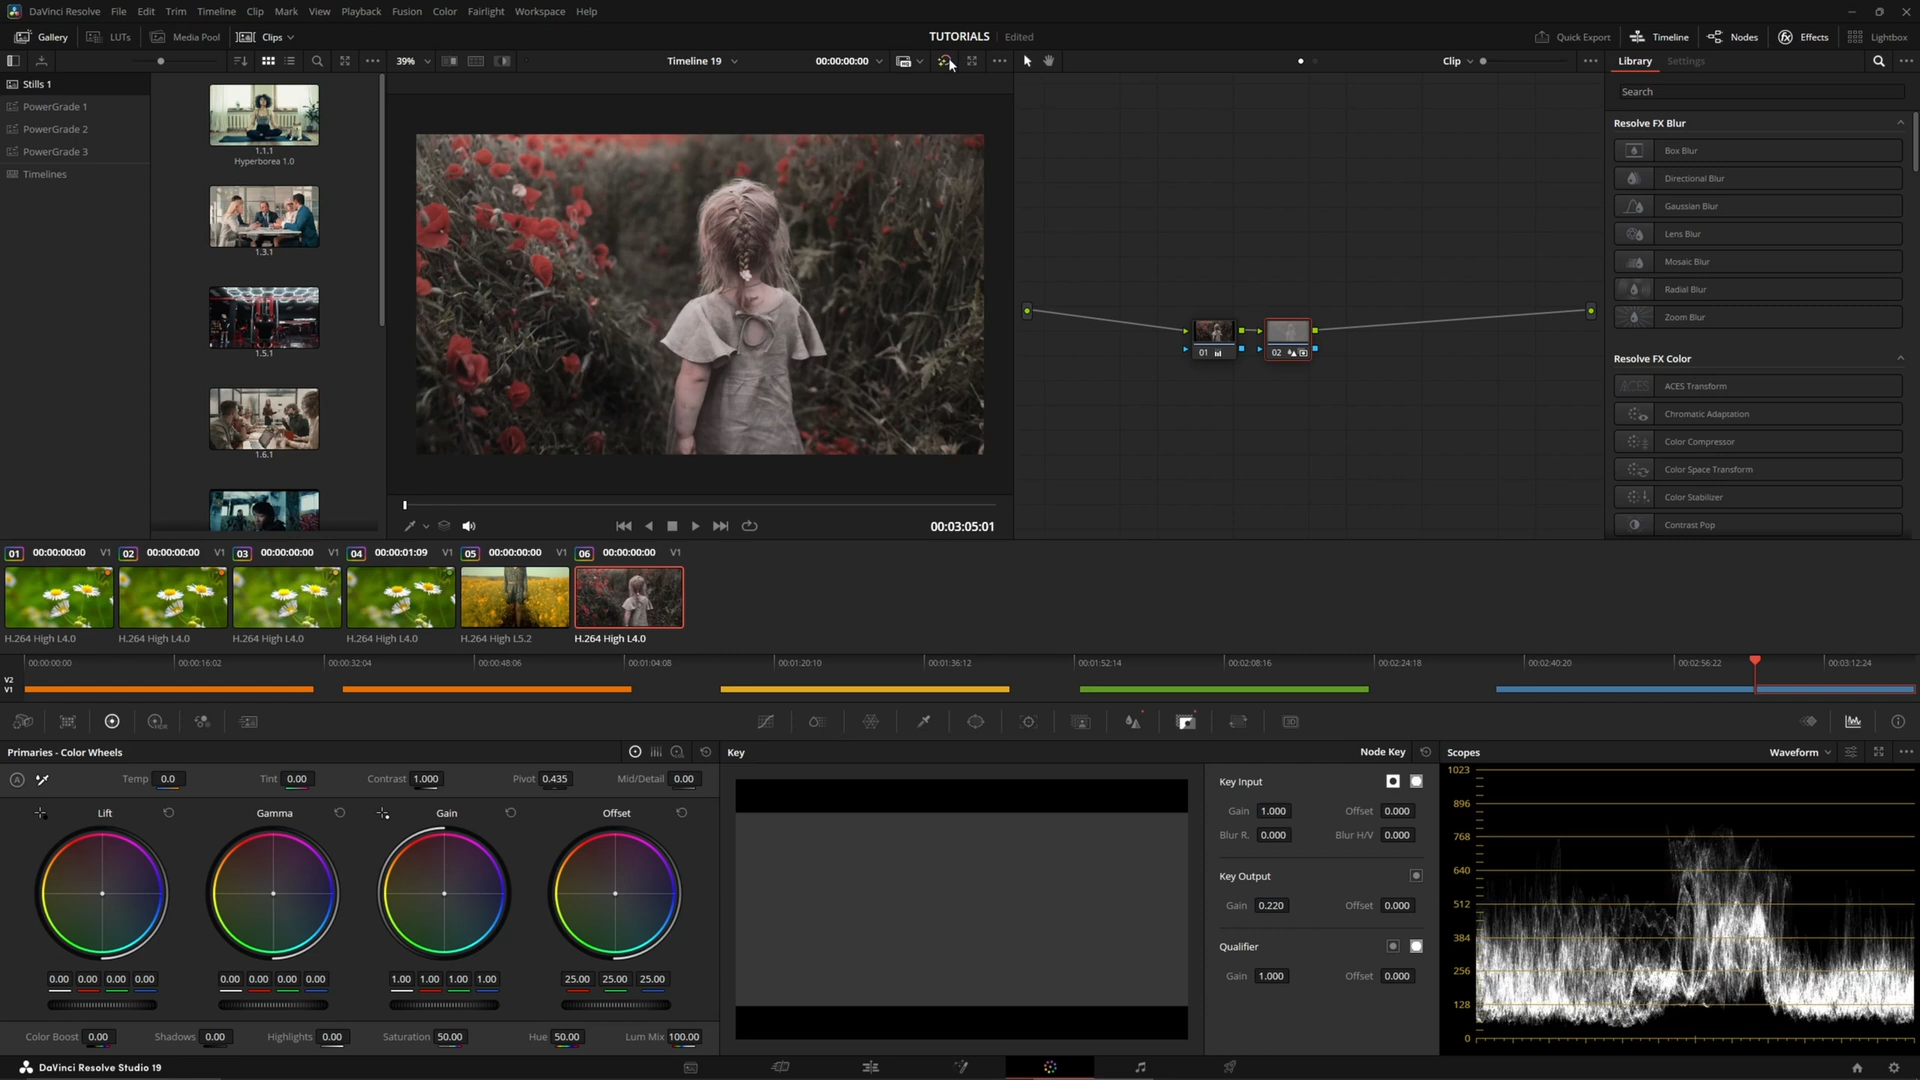 DaVinci Resolve File Edit Trim Timeline Clip Mark View Playback Fusion Color Fairlight Workspace Help
Gallery LUTs Media Pool Clips TUTORIALS Edited Quick Export Timeline Nodes Effects Lightbox
39% Timeline 19 00:00:00:00 Clip Library Settings
Stills 1
PowerGrade 1
PowerGrade 2
PowerGrade 3
Timelines
1.1.1
Hyperborea 1.0
1.3.1
1.5.1
1.6.1
Search
Resolve FX Blur
Box Blur
Directional Blur
Gaussian Blur
Lens Blur
Mosaic Blur
Radial Blur
Zoom Blur
Resolve FX Color
ACES ACES Transform
Chromatic Adaptation
Color Compressor
Color Space Transform
Color Stabilizer
Contrast Pop
01 02
00:03:05:01
01 00:00:00:00 V1 02 00:00:00:00 V1 03 00:00:00:00 V1 04 00:00:01:09 V1 05 00:00:00:00 V1 06 00:00:00:00 V1
H.264 High L4.0 H.264 High L4.0 H.264 High L4.0 H.264 High L4.0 H.264 High L5.2 H.264 High L4.0
00:00:00:00 00:00:16:02 00:00:32:04 00:00:48:06 00:01:04:08 00:01:20:10 00:01:36:12 00:01:52:14 00:02:08:16 00:02:24:18 00:02:40:20 00:02:56:22 00:03:12:24
V2
V1
HDR 3D
Primaries - Color Wheels Key Node Key Scopes Waveform
A Temp 0.0 Tint 0.00 Contrast 1.000 Pivot 0.435 Mid/Detail 0.00
Lift Gamma Gain Offset
0.00 0.00 0.00 0.00 0.00 0.00 0.00 0.00 1.00 1.00 1.00 1.00 25.00 25.00 25.00
Color Boost 0.00 Shadows 0.00 Highlights 0.00 Saturation 50.00 Hue 50.00 Lum Mix 100.00
Key Input
Gain 1.000 Offset 0.000
Blur R. 0.000 Blur H/V 0.000
Key Output
Gain 0.220 Offset 0.000
Qualifier
Gain 1.000 Offset 0.000
1023
896
768
640
512
384
256
128
0
DaVinci Resolve Studio 19